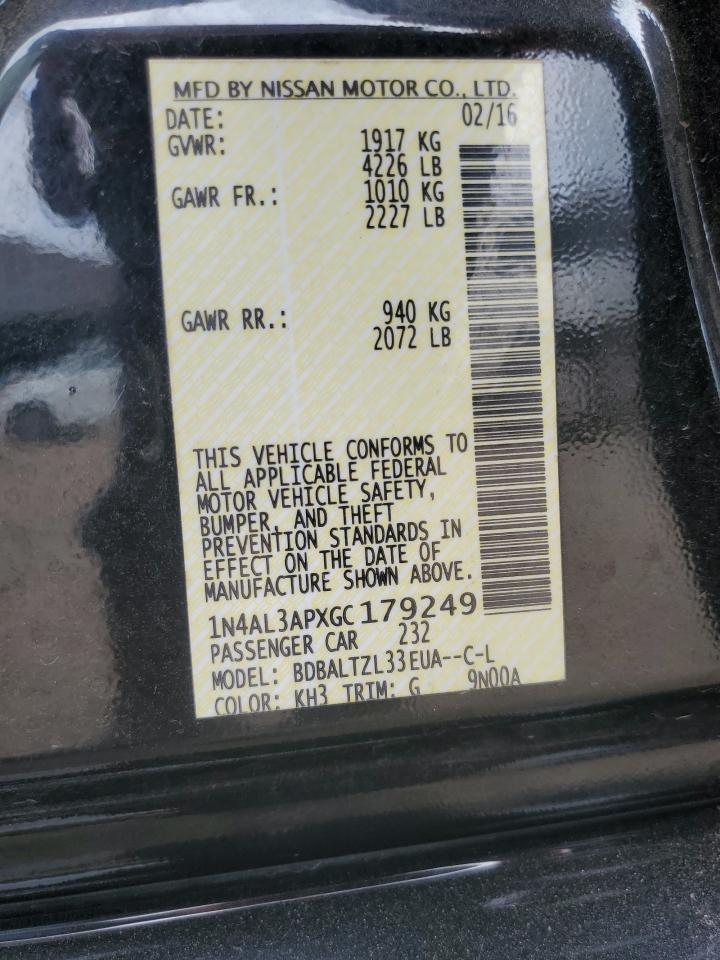 MFD BY NISSAN MOTOR CO., LTD.
DATE: 02/16
GVWR: 1917 KG
4226 LB
GAWR FR.: 1010 KG
2227 LB
GAWR RR.: 940 KG
2072 LB
THIS VEHICLE CONFORMS TO
ALL APPLICABLE FEDERAL
MOTOR VEHICLE SAFETY,
BUMPER, AND THEFT
PREVENTION STANDARDS IN
EFFECT ON THE DATE OF
MANUFACTURE SHOWN ABOVE.
1N4AL3APXGC179249
PASSENGER CAR 232
MODEL: BDBALTZL33EUA--C-L
COLOR: KH3 TRIM: G 9N00A